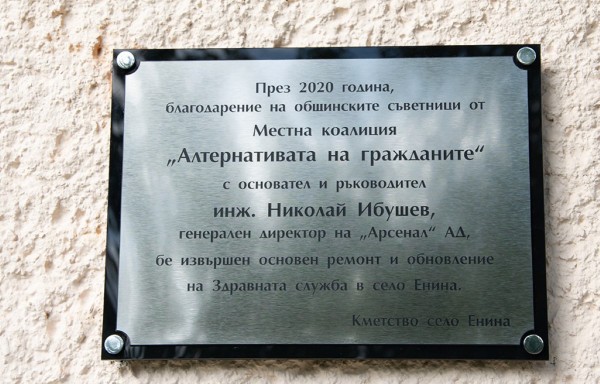 През 2020 година,
благодарение на общинските съветници от
Местна коалиция
„Алтернативата на гражданите“
с основател и ръководител
инж. Николай Ибушев,
генерален директор на „Арсенал“ АД,
бе извършен основен ремонт и обновление
на Здравната служба в село Енина.
Кметство село Енина